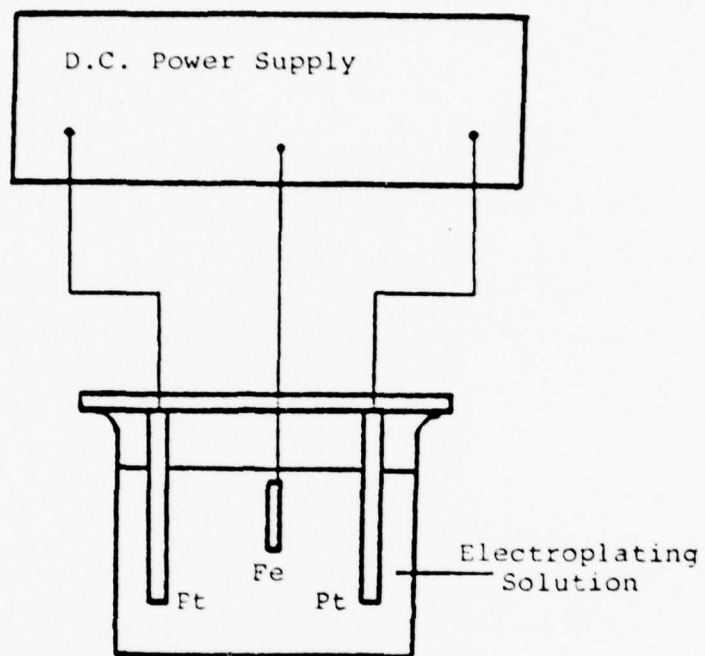 D.C. Power Supply
Electroplating
Solution
Fe
Pt
Pt